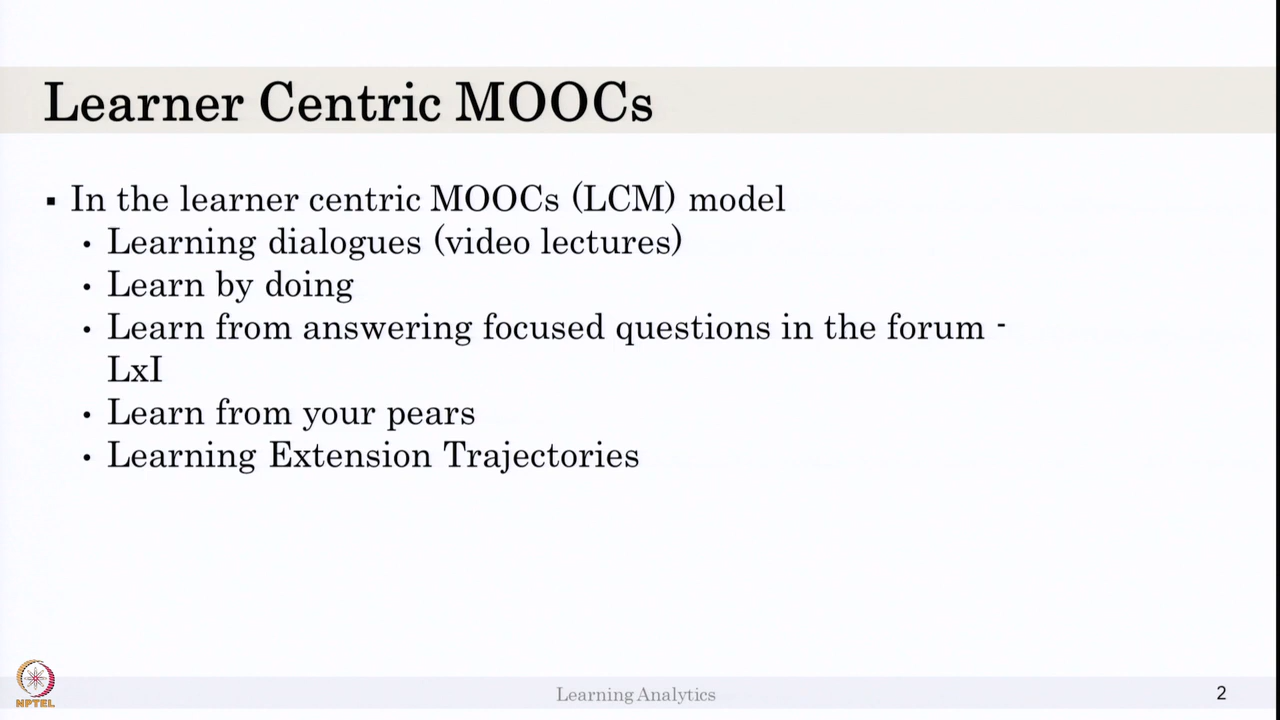 Learner Centric MOOCs
▪ In the learner centric MOOCs (LCM) model
• Learning dialogues (video lectures)
• Learn by doing
• Learn from answering focused questions in the forum -
LxI
• Learn from your pears
• Learning Extension Trajectories
NPTEL
Learning Analytics
2